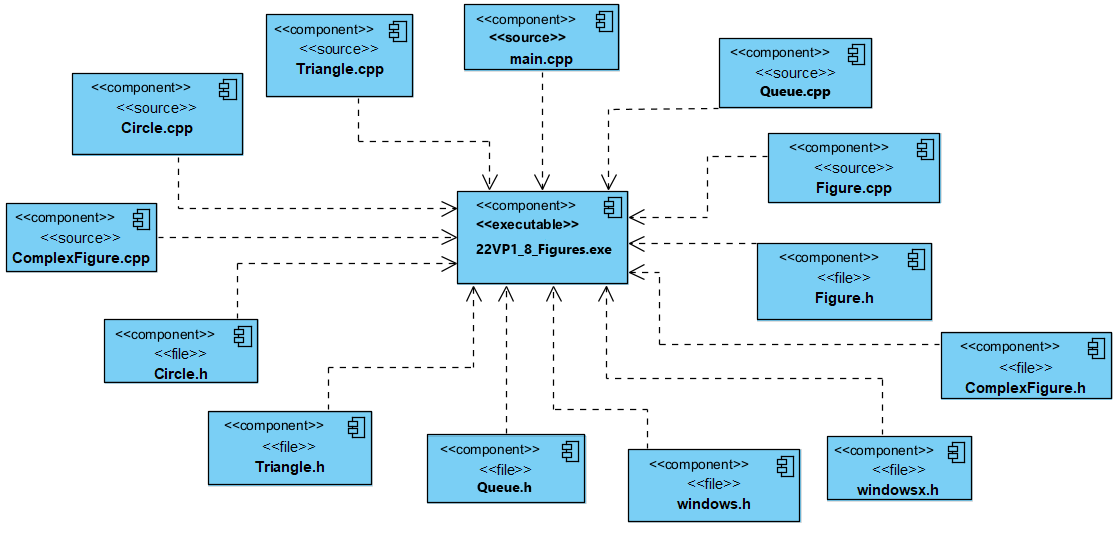 <<component>>
<<source>>
main.cpp
<<component>>
<<source>>
Triangle.cpp
<<component>>
<<source>>
Queue.cpp
<<component>>
<<source>>
Circle.cpp
<<component>>
<<source>>
Figure.cpp
<<component>>
<<executable>>
22VP1_8_Figures.exe
<<component>>
<<source>>
ComplexFigure.cpp
<<component>>
<<file>>
Figure.h
<<component>>
<<file>>
Circle.h
<<component>>
<<file>>
ComplexFigure.h
<<component>>
<<file>>
Triangle.h
<<component>>
<<file>>
Queue.h
<<component>>
<<file>>
windows.h
<<component>>
<<file>>
windowsx.h